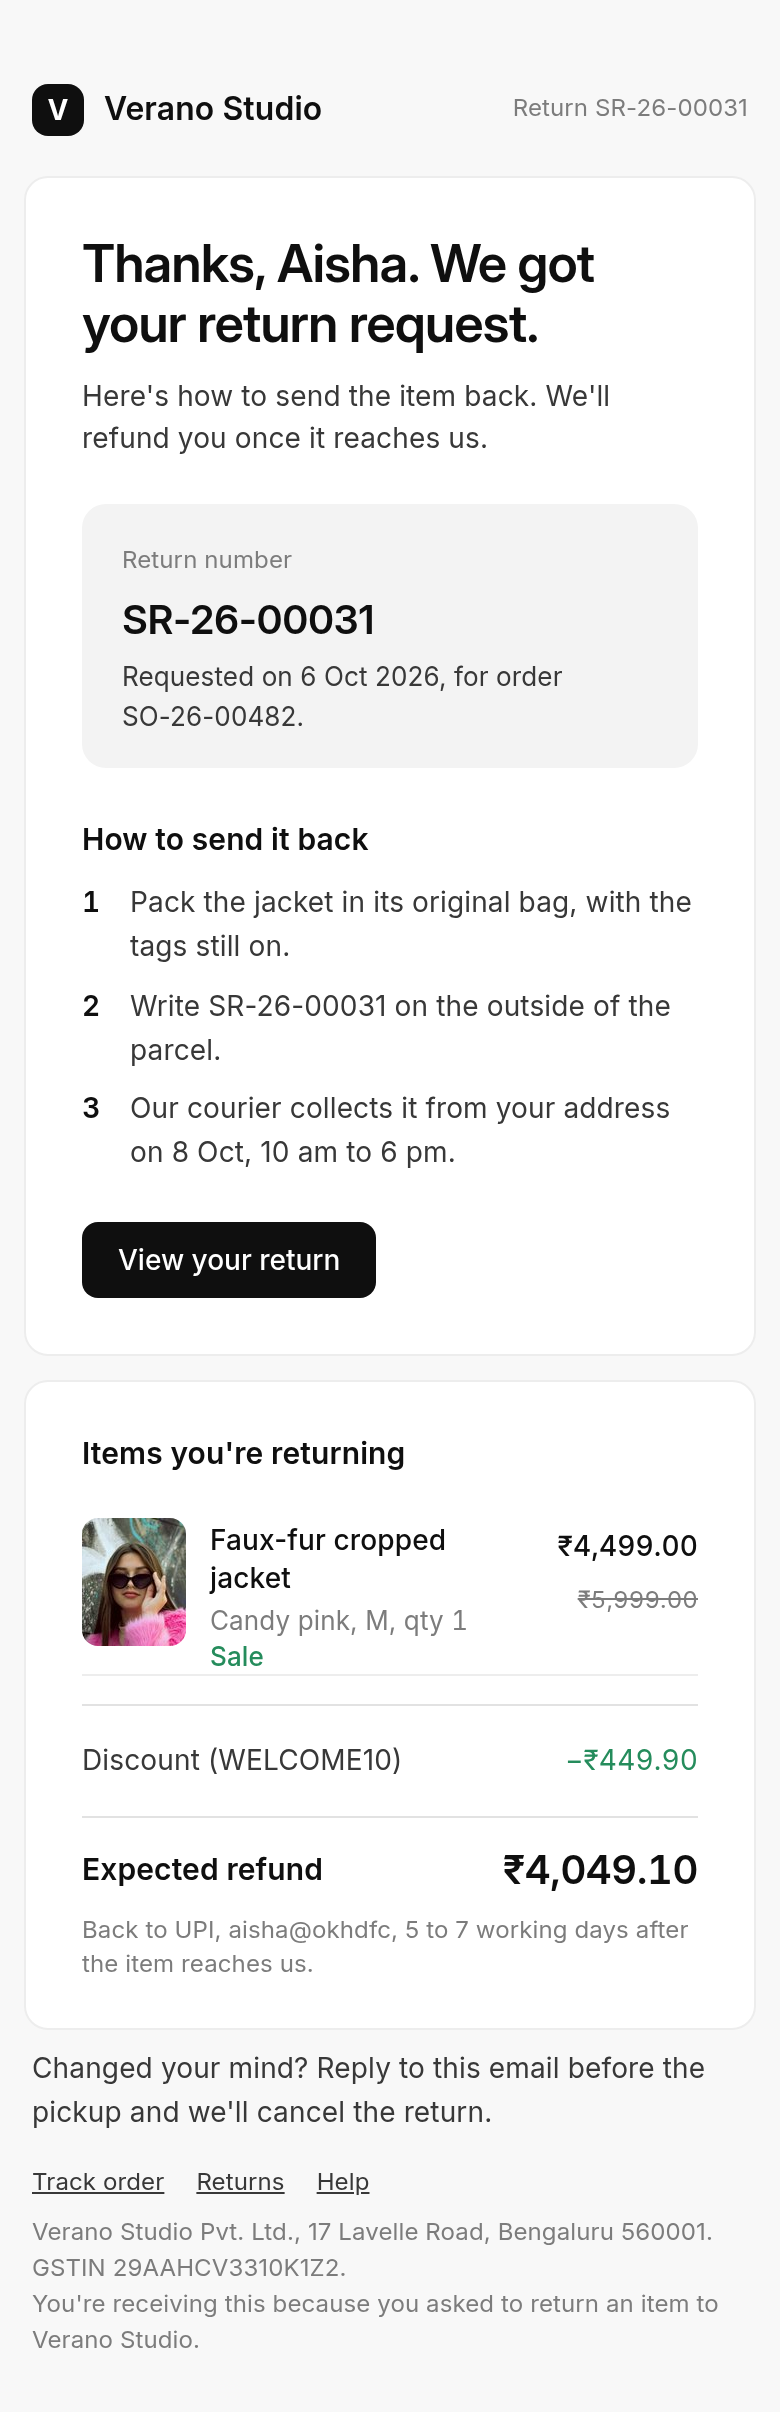 V
Verano Studio
Return SR-26-00031
Thanks, Aisha. We got
your return request.
Here's how to send the item back. We'll
refund you once it reaches us.
Return number
SR-26-00031
Requested on 6 Oct 2026, for order
SO-26-00482.
How to send it back
1 Pack the jacket in its original bag, with the
tags still on.
2 Write SR-26-00031 on the outside of the
parcel.
3 Our courier collects it from your address
on 8 Oct, 10 am to 6 pm.
View your return
Items you're returning
Faux-fur cropped
jacket
₹4,499.00
₹5,999.00
Candy pink, M, qty 1
Sale
Discount (WELCOME10) −₹449.90
Expected refund ₹4,049.10
Back to UPI, aisha@okhdfc, 5 to 7 working days after
the item reaches us.
Changed your mind? Reply to this email before the
pickup and we'll cancel the return.
Track order Returns Help
Verano Studio Pvt. Ltd., 17 Lavelle Road, Bengaluru 560001.
GSTIN 29AAHCV3310K1Z2.
You're receiving this because you asked to return an item to
Verano Studio.